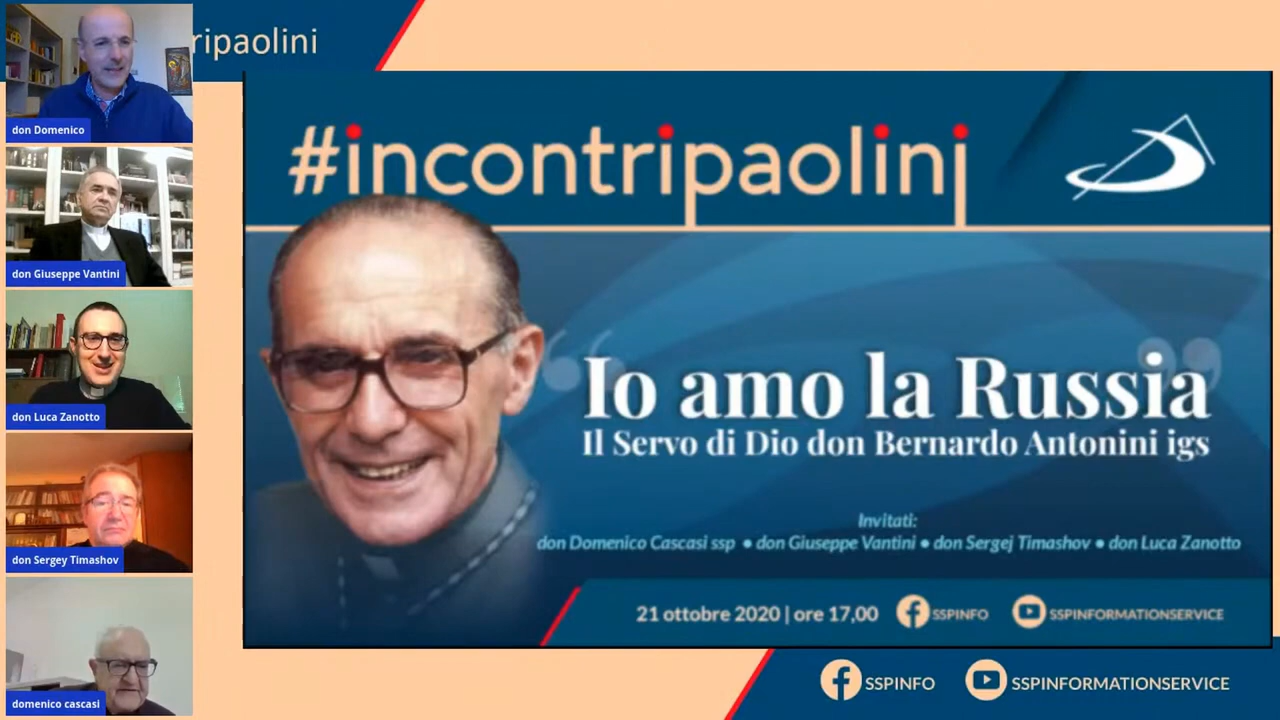 ripaolini
don Domenico
don Giuseppe Vantini
don Luca Zanotto
don Sergey Timashov
domenico cascasi
#incontripaolini
“Io amo la Russia”
Il Servo di Dio don Bernardo Antonini igs
Invitati:
don Domenico Cascasi ssp • don Giuseppe Vantini • don Sergej Timashov • don Luca Zanotto
21 ottobre 2020 | ore 17,00 SSPINFO SSPINFORMATIONSERVICE
SSPINFO SSPINFORMATIONSERVICE